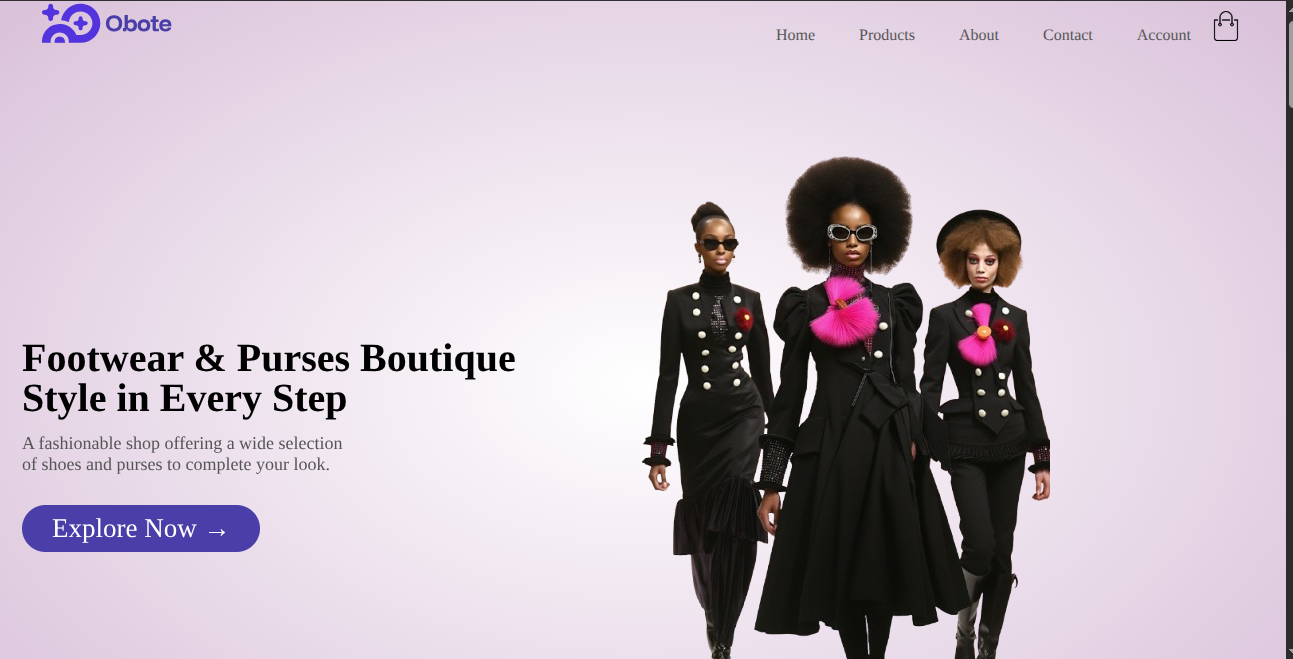 Obote
Home Products About Contact Account
Footwear & Purses Boutique
Style in Every Step
A fashionable shop offering a wide selection
of shoes and purses to complete your look.
Explore Now →